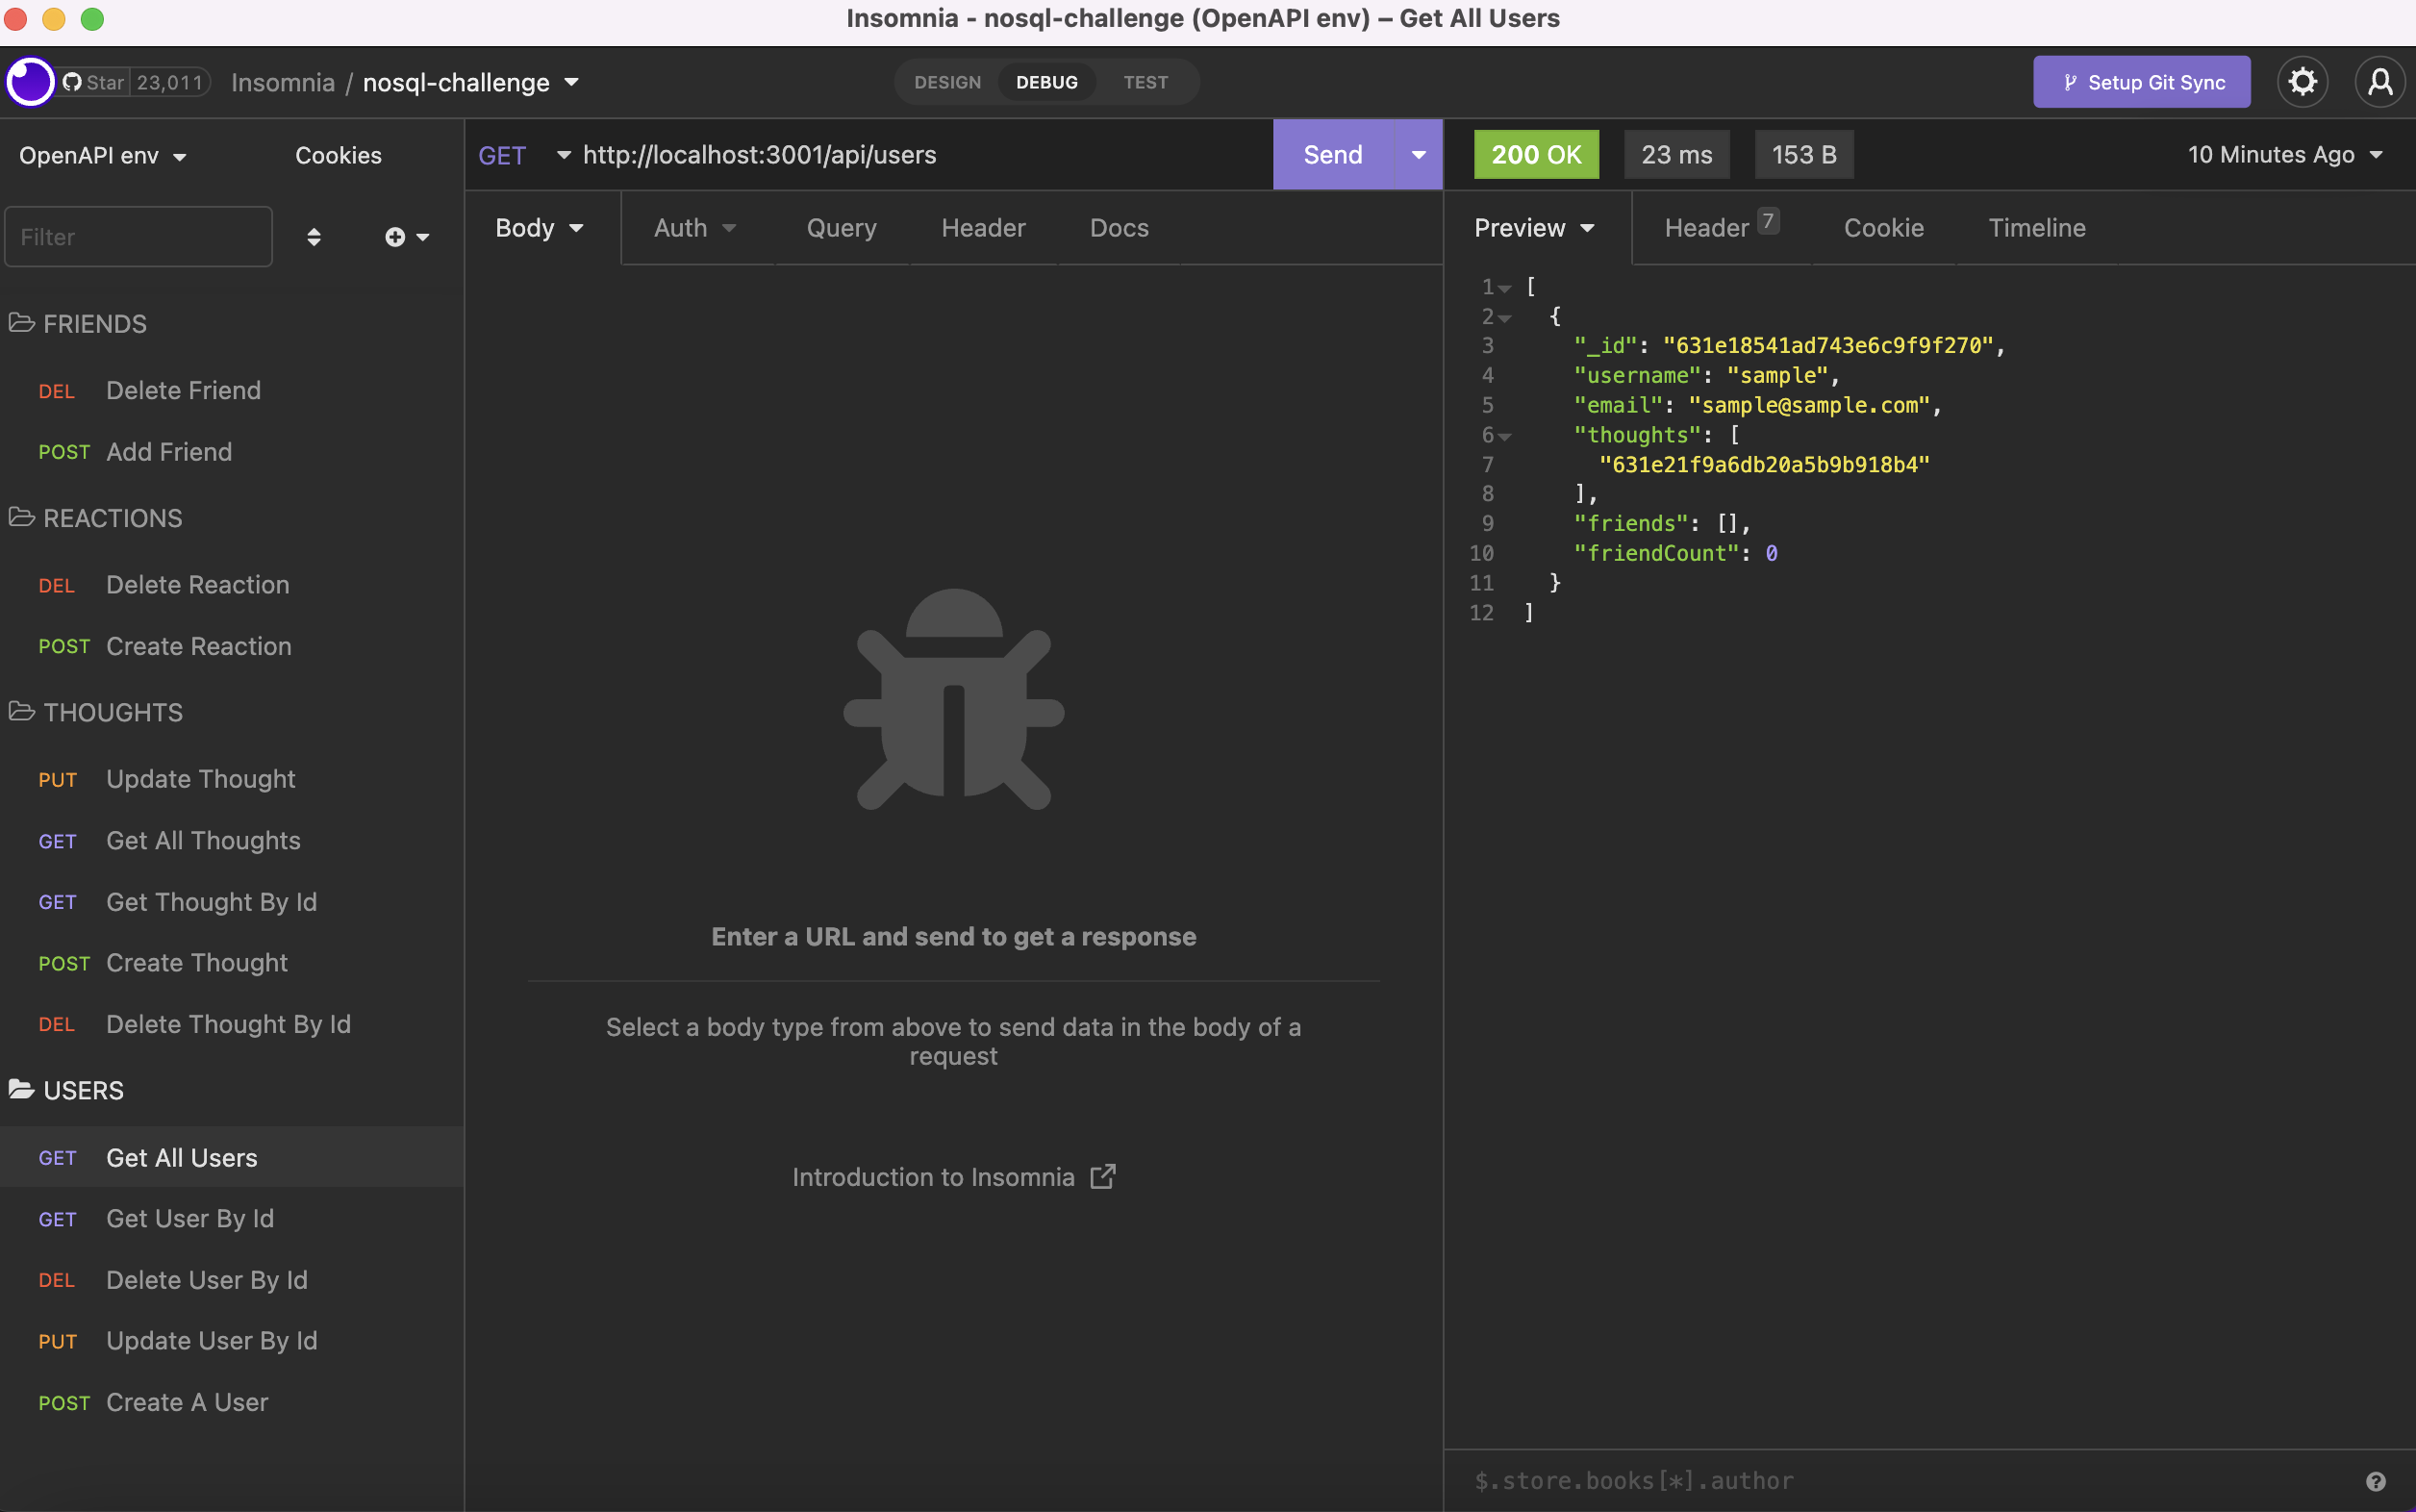 Insomnia - nosql-challenge (OpenAPI env) – Get All Users
Star 23,011
Insomnia / nosql-challenge
DESIGN DEBUG TEST
Setup Git Sync
OpenAPI env
Cookies
Filter
FRIENDS
DEL Delete Friend
POST Add Friend
REACTIONS
DEL Delete Reaction
POST Create Reaction
THOUGHTS
PUT Update Thought
GET Get All Thoughts
GET Get Thought By Id
POST Create Thought
DEL Delete Thought By Id
USERS
GET Get All Users
GET Get User By Id
DEL Delete User By Id
PUT Update User By Id
POST Create A User
GET http://localhost:3001/api/users Send
Body Auth Query Header Docs
Enter a URL and send to get a response
Select a body type from above to send data in the body of a
request
Introduction to Insomnia
200 OK 23 ms 153 B 10 Minutes Ago
Preview Header 7 Cookie Timeline
1 [
2 {
3 "_id": "631e18541ad743e6c9f9f270",
4 "username": "sample",
5 "email": "sample@sample.com",
6 "thoughts": [
7 "631e21f9a6db20a5b9b918b4"
8 ],
9 "friends": [],
10 "friendCount": 0
11 }
12 ]
$.store.books[*].author
?